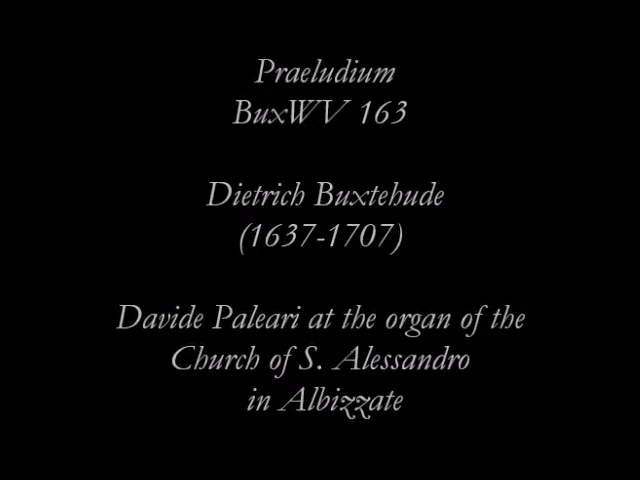 Praeludium
BuxWV 163
Dietrich Buxtehude
(1637-1707)
Davide Paleari at the organ of the
Church of S. Alessandro
in Albizzate